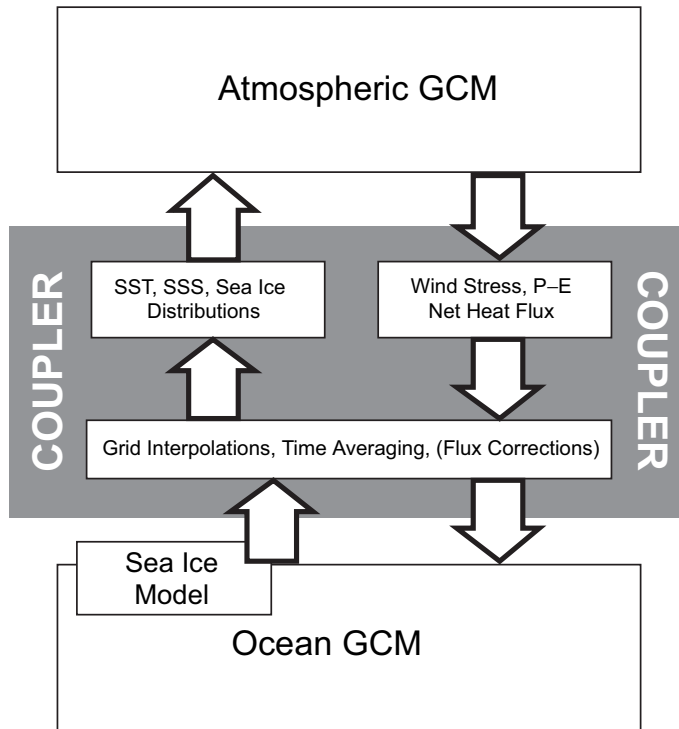 Atmospheric GCM
COUPLER
SST, SSS, Sea Ice
Distributions
Wind Stress, P–E
Net Heat Flux
COUPLER
Grid Interpolations, Time Averaging, (Flux Corrections)
Sea Ice
Model
Ocean GCM